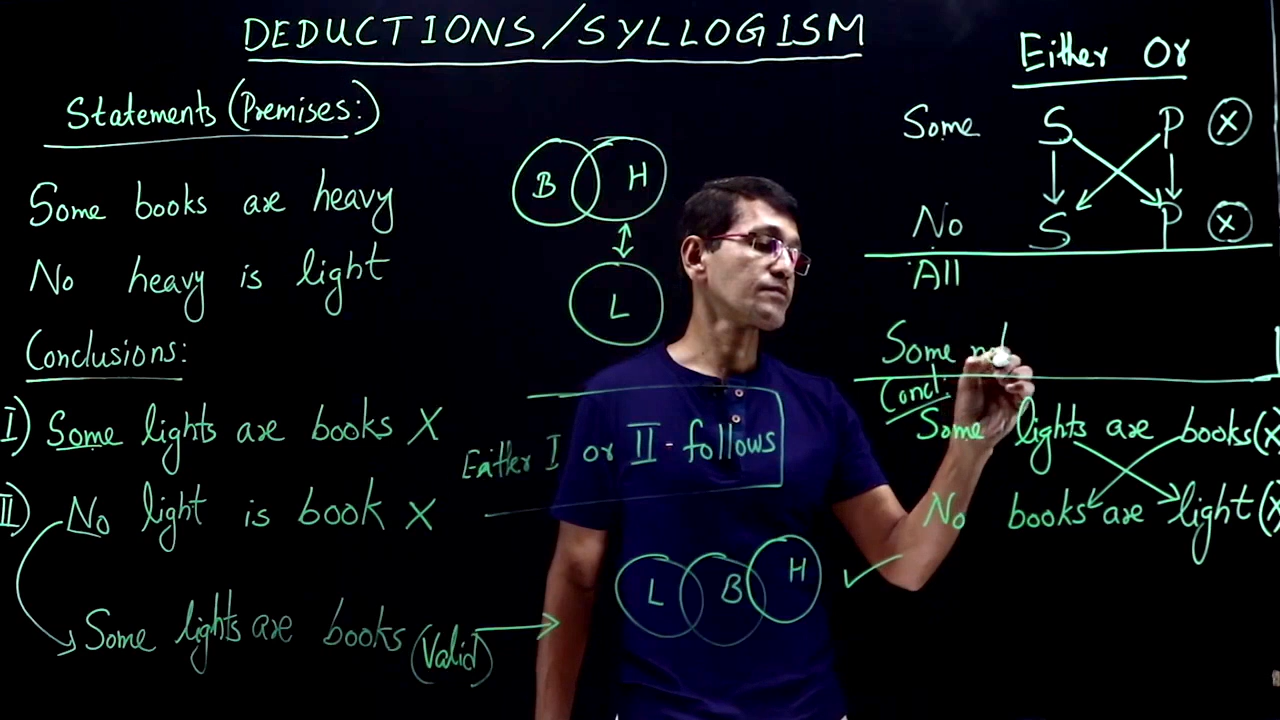 DEDUCTIONS/SYLLOGISM
Statements (Premises:)
Some books are heavy
No heavy is light
Conclusions:
I) Some lights are books X
II) No light is book X
Some lights are books (Valid)
B H
L
Either I or II - follows
L B H
Either Or
Some S P X
No S P X
All
Some not
Concl:
Some lights are books (X
No books are light (X